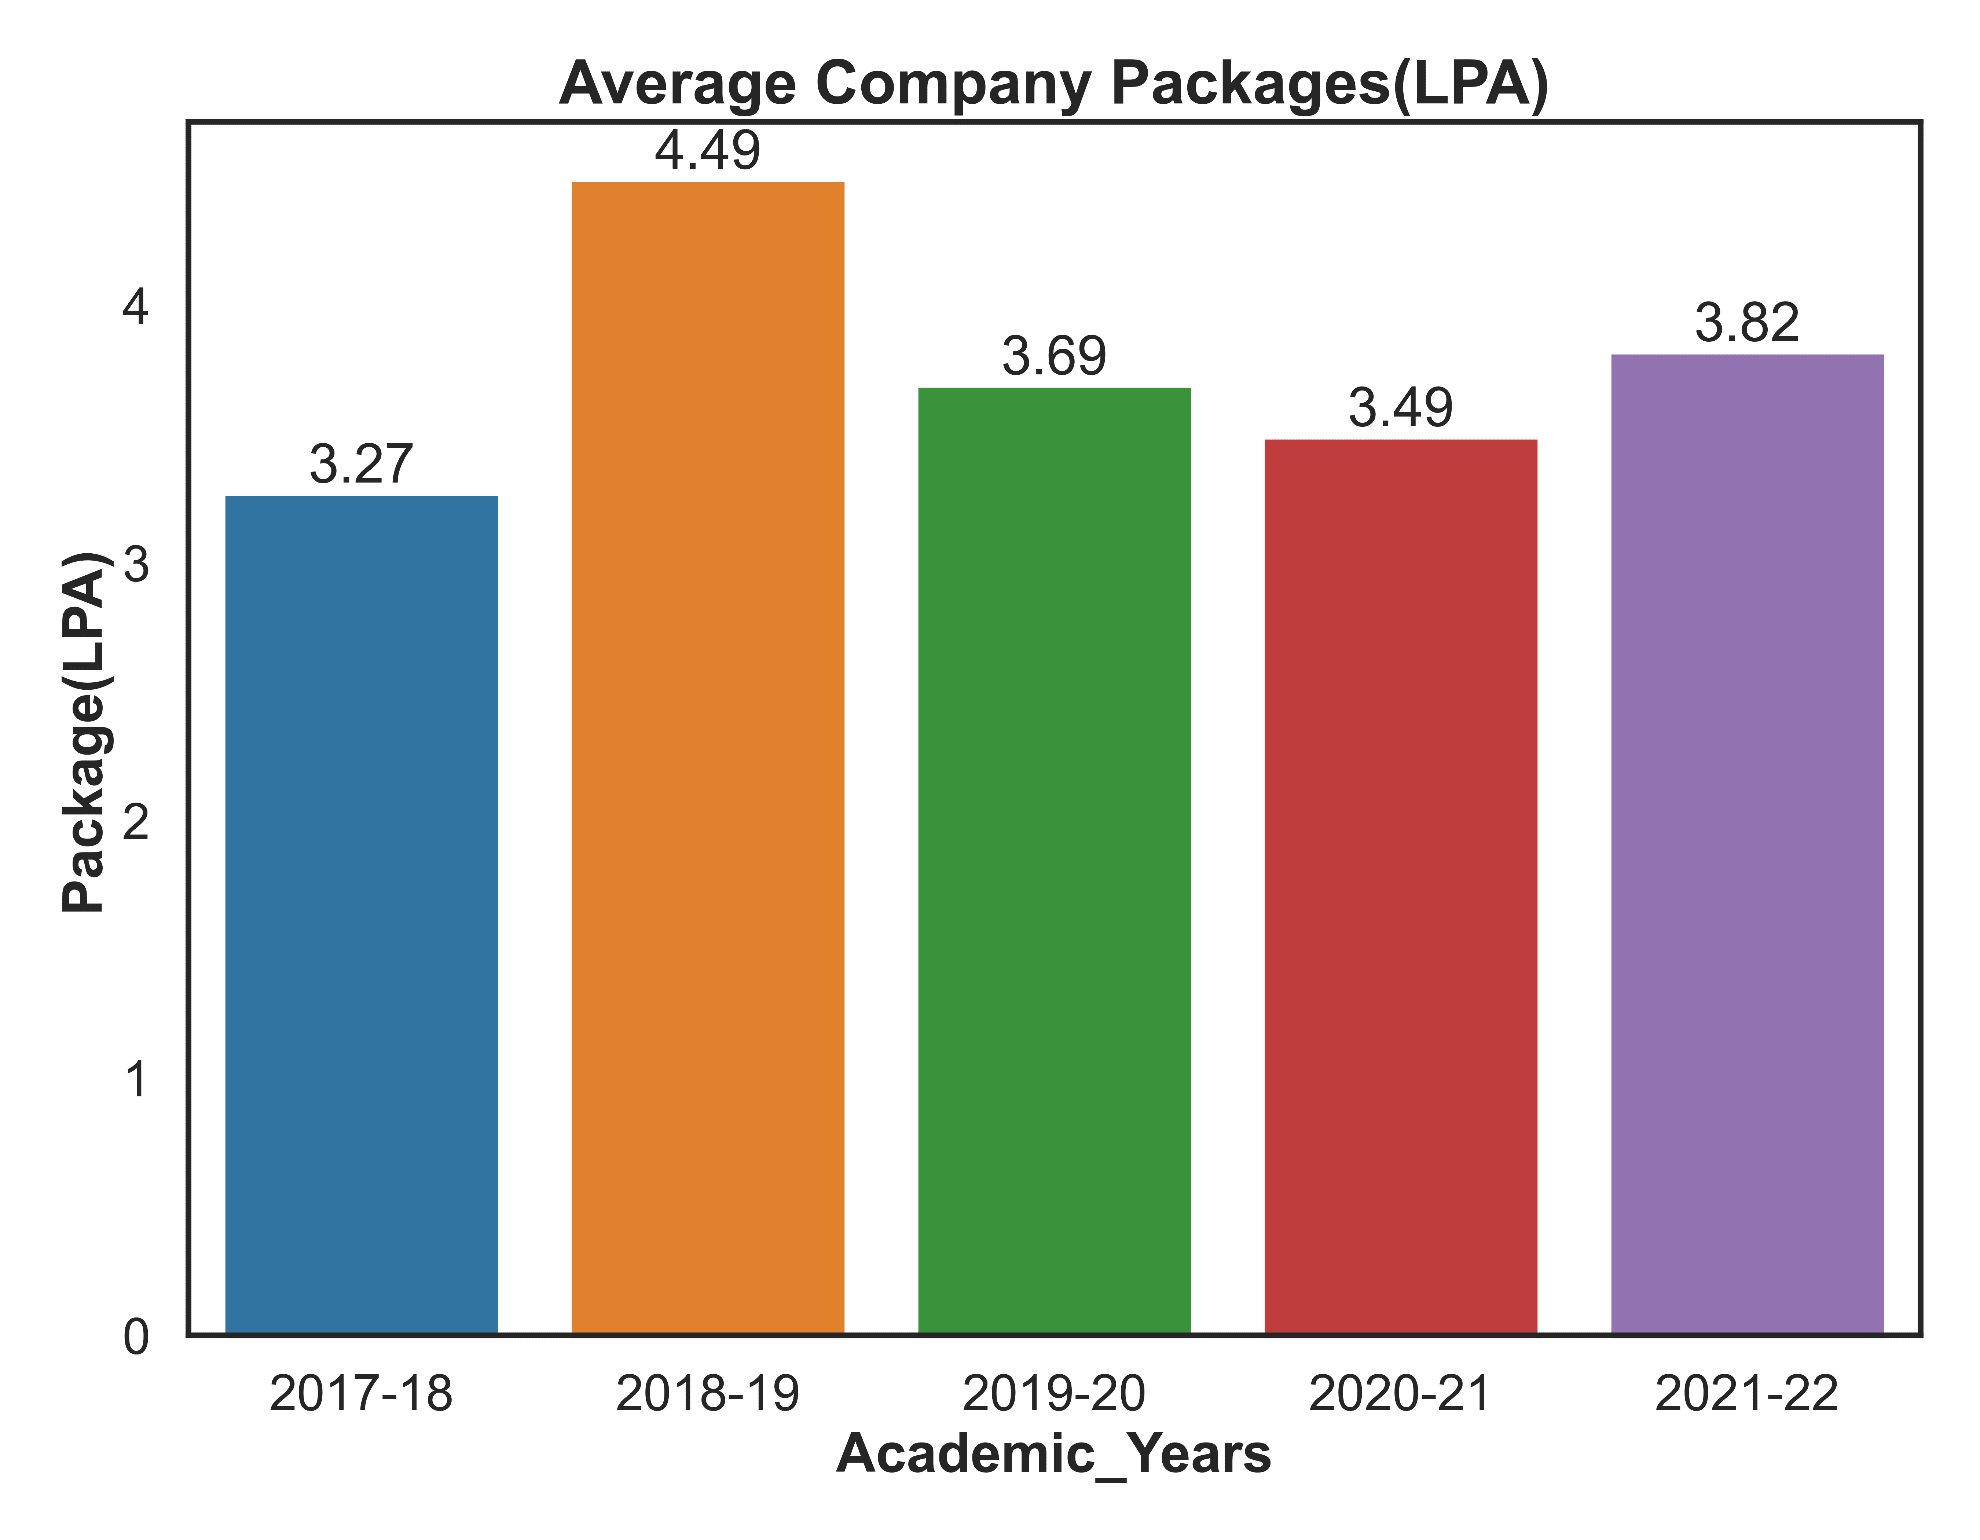 Average Company Packages(LPA)
4.49
3.82
3.69
3.49
3.27
Package(LPA)
4
3
2
1
0
2017-18 2018-19 2019-20 2020-21 2021-22
Academic_Years